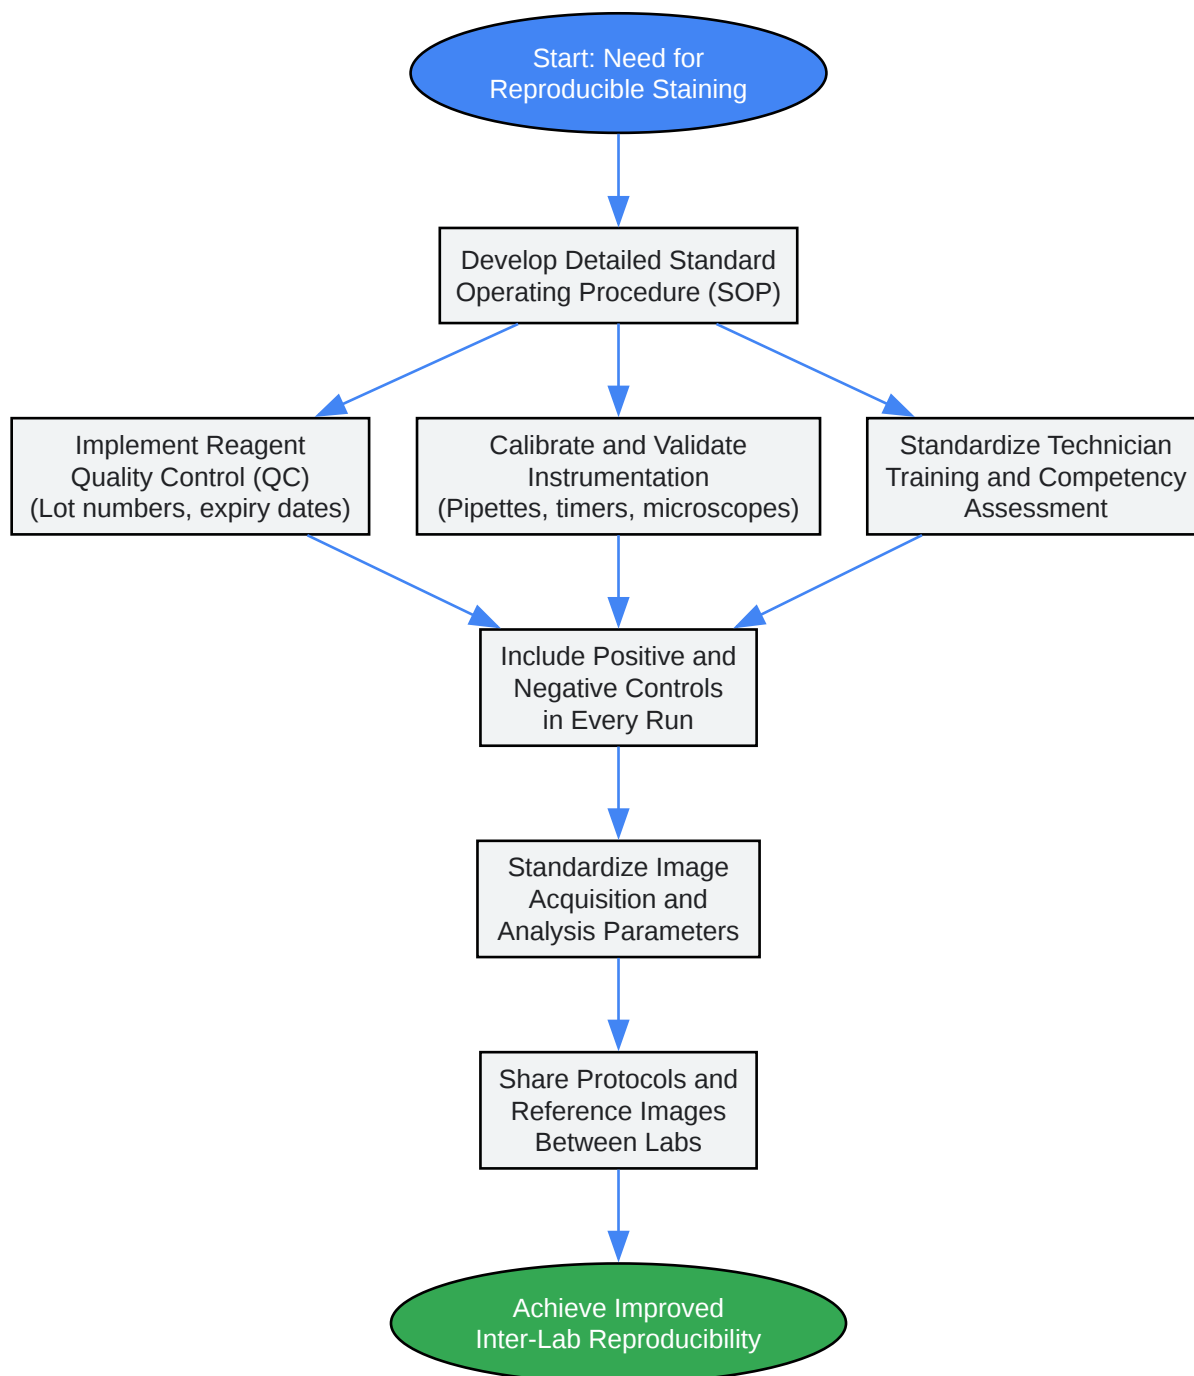 Start: Need for
Reproducible Staining
Develop Detailed Standard
Operating Procedure (SOP)
Implement Reagent
Quality Control (QC)
(Lot numbers, expiry dates)
Calibrate and Validate
Instrumentation
(Pipettes, timers, microscopes)
Standardize Technician
Training and Competency
Assessment
Include Positive and
Negative Controls
in Every Run
Standardize Image
Acquisition and
Analysis Parameters
Share Protocols and
Reference Images
Between Labs
Achieve Improved
Inter-Lab Reproducibility